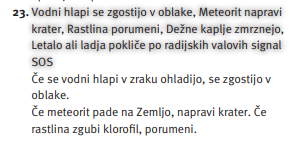 23. Vodni hlapi se zgostijo v oblake, Meteorit napravi
krater, Rastlina porumeni, Dežne kaplje zmrznejo,
Letalo ali ladja pokliče po radijskih valovih signal
SOS
Če se vodni hlapi v zraku ohladijo, se zgostijo v
oblake.
Če meteorit pade na Zemljo, napravi krater. Če
rastlina zgubi klorofil, porumeni.